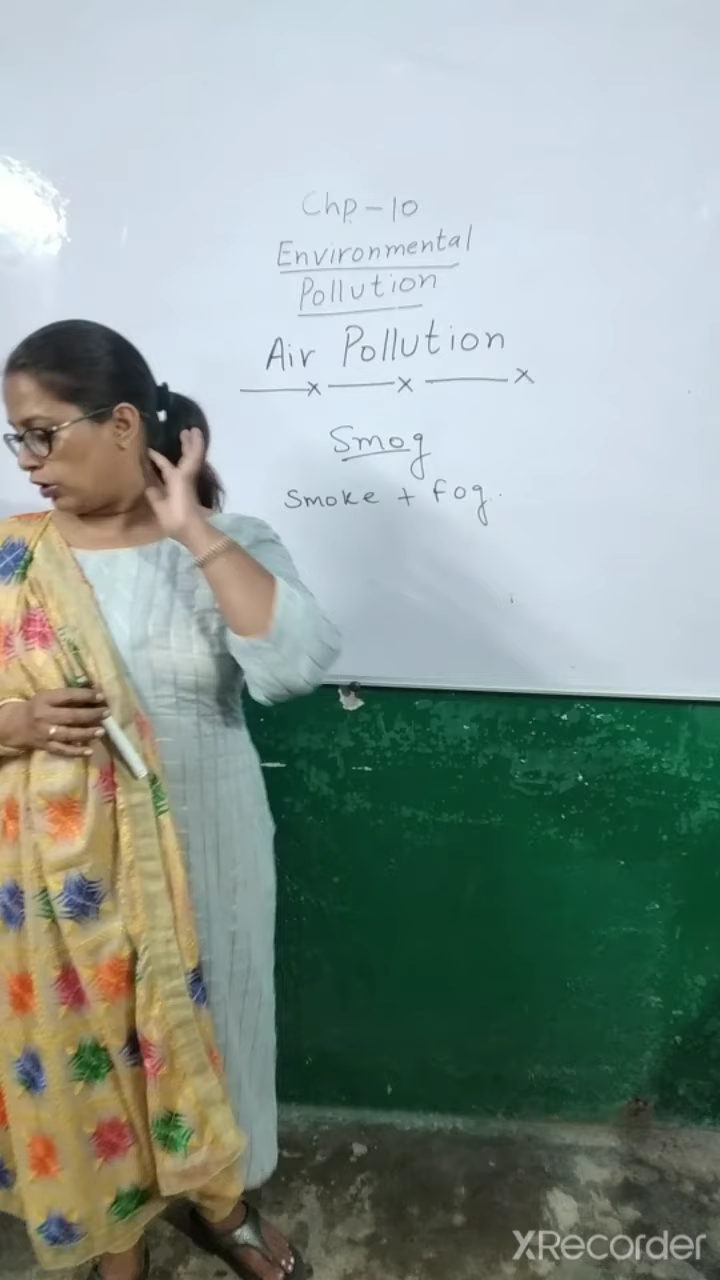 Chp-10
Environmental
Pollution
Air Pollution
Smog
Smoke + fog.
XRecorder